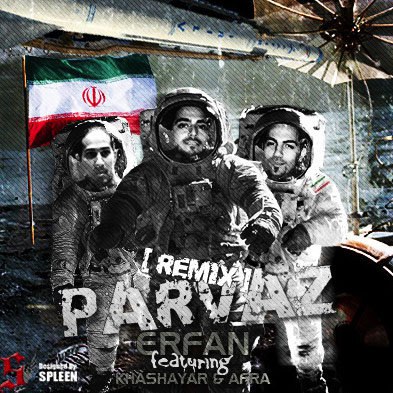 [ REMIX ]
PARVAZ
ERFAN
featuring
KHASHAYAR & AFRA
Designed By:
SPLEEN